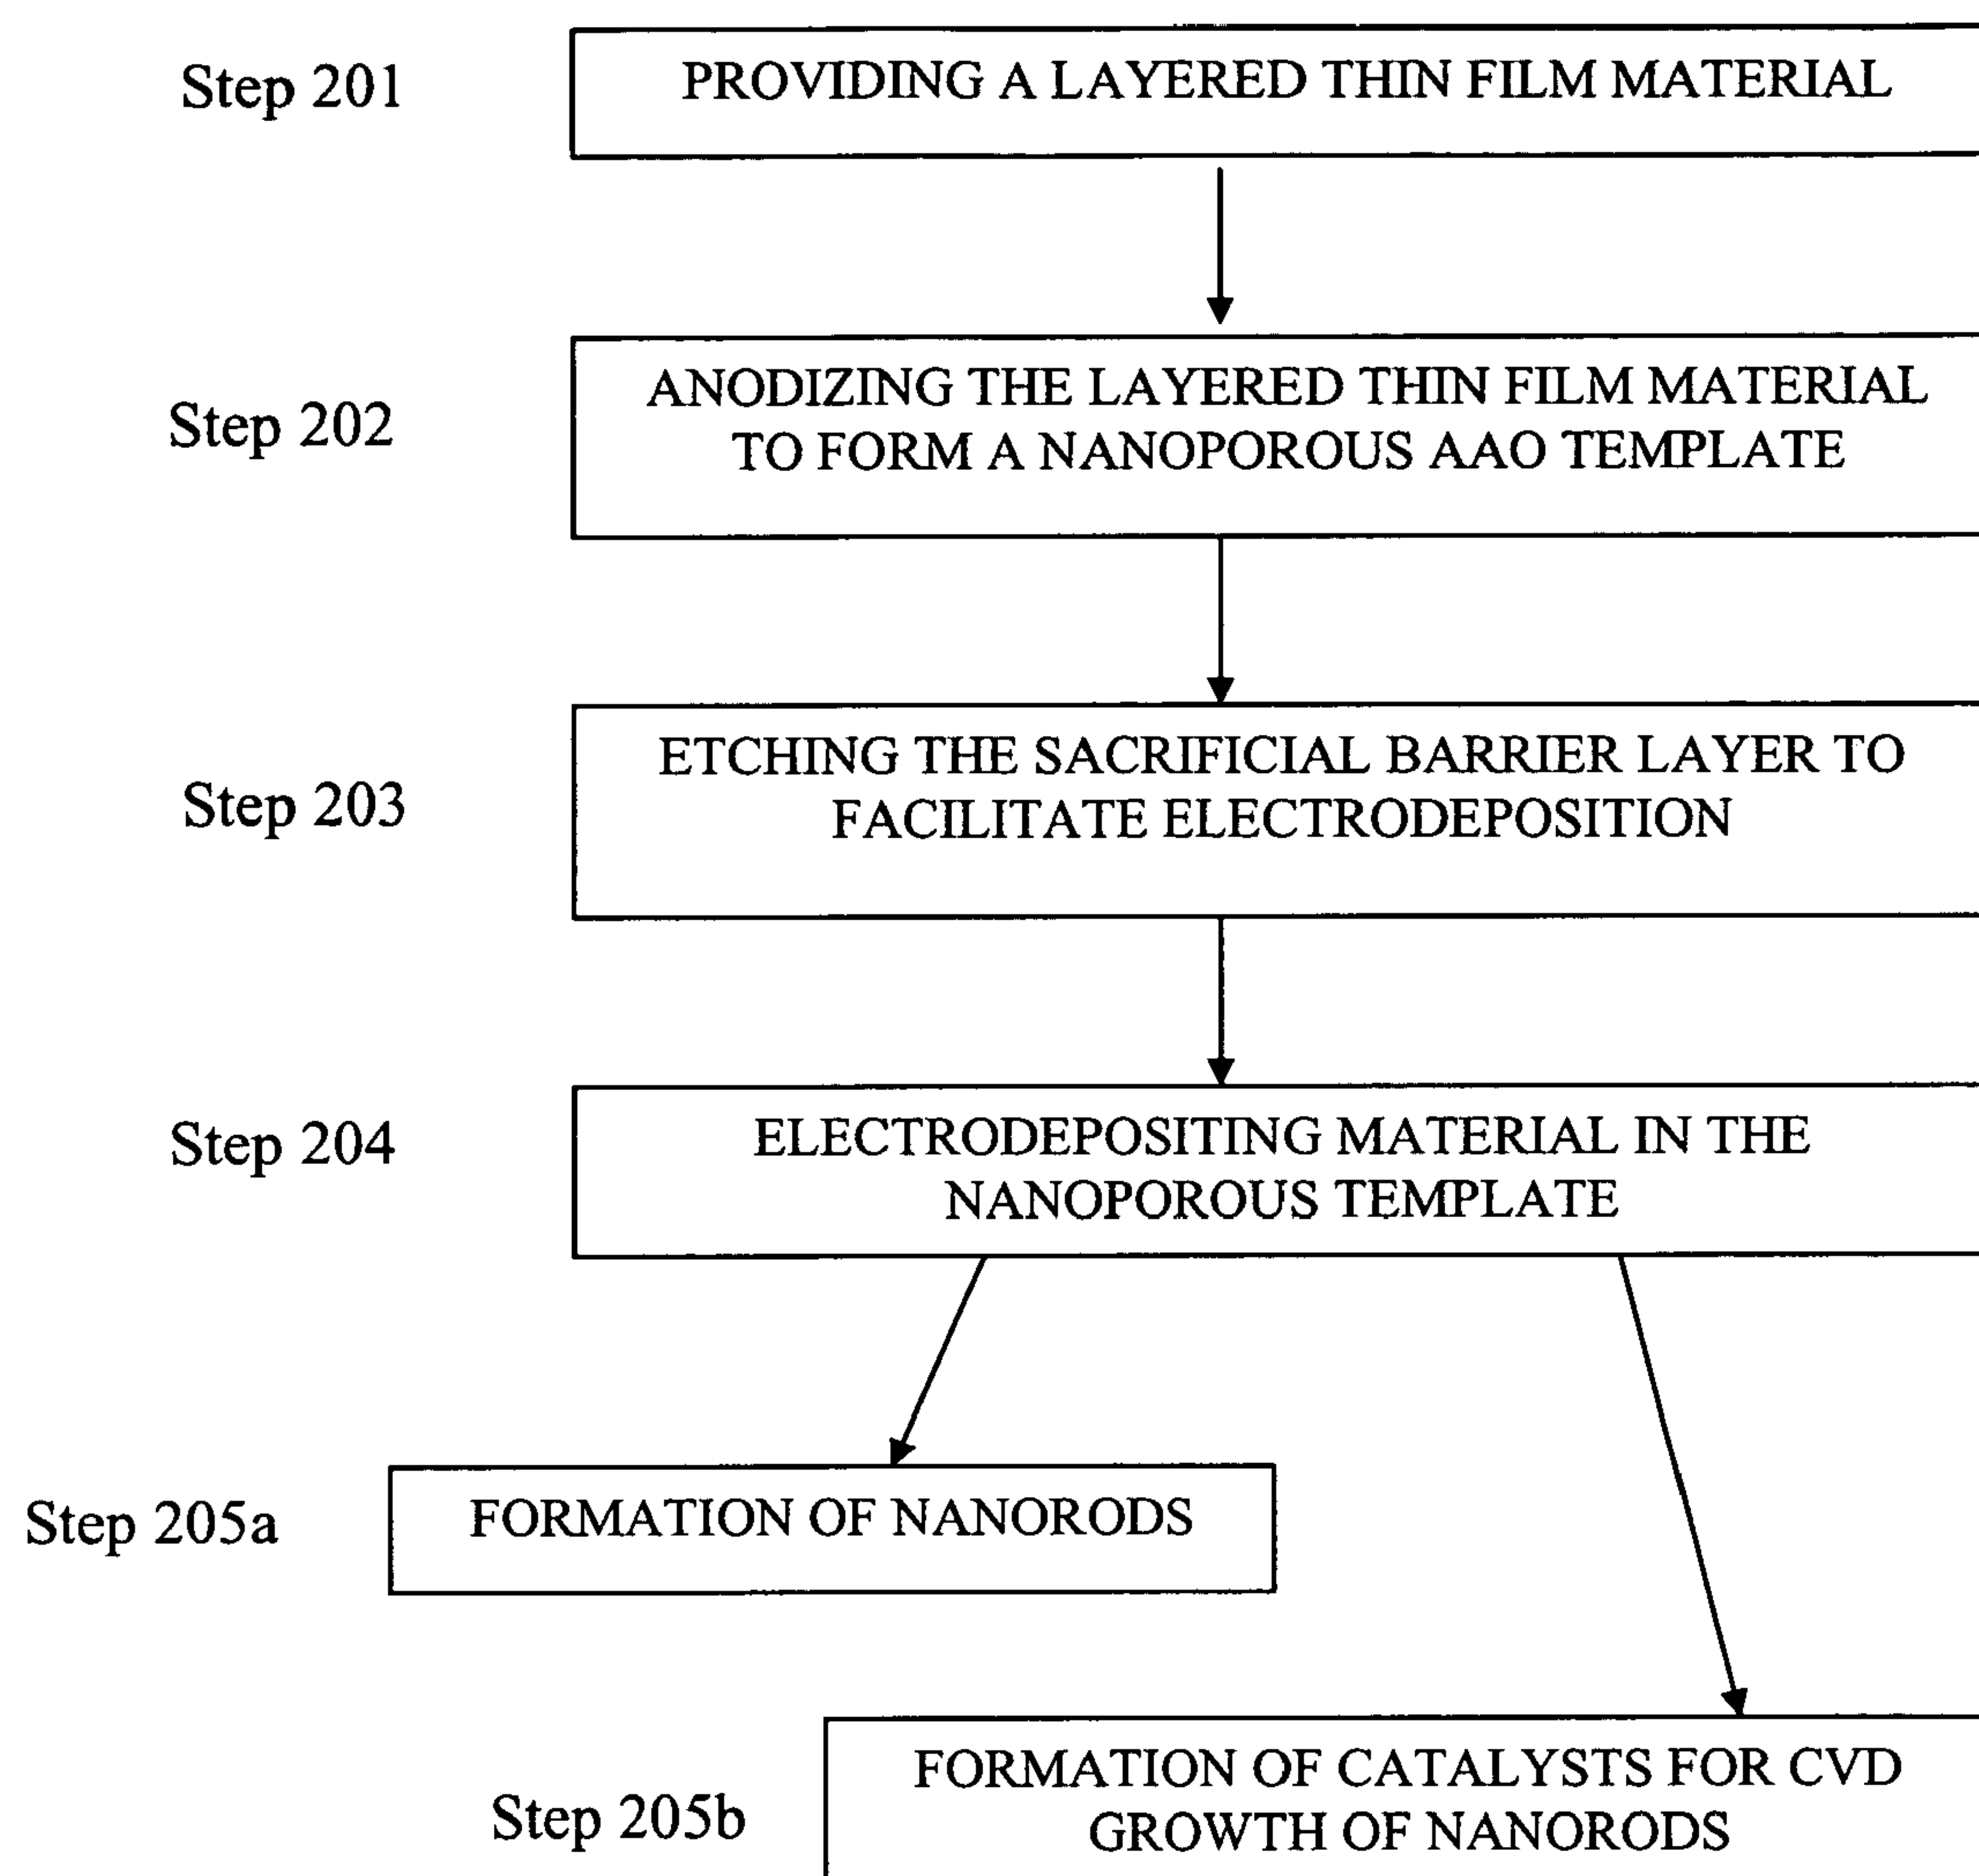 Step 201
PROVIDING A LAYERED THIN FILM MATERIAL
Step 202
ANODIZING THE LAYERED THIN FILM MATERIAL
TO FORM A NANOPOROUS AAO TEMPLATE
Step 203
ETCHING THE SACRIFICIAL BARRIER LAYER TO
FACILITATE ELECTRODEPOSITION
Step 204
ELECTRODEPOSITING MATERIAL IN THE
NANOPOROUS TEMPLATE
Step 205a
FORMATION OF NANORODS
Step 205b
FORMATION OF CATALYSTS FOR CVD
GROWTH OF NANORODS